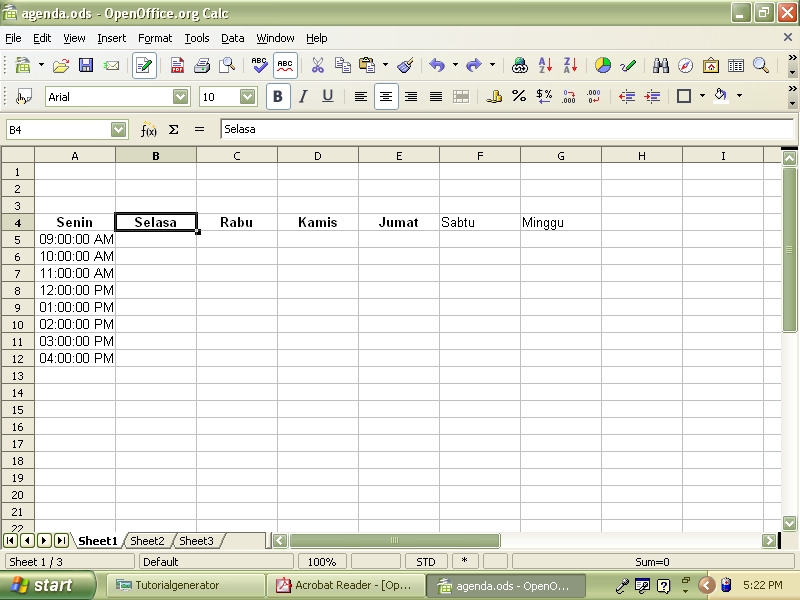 agenda.ods - OpenOffice.org Calc
File Edit View Insert Format Tools Data Window Help
ABC ABC
Arial 10 B I U
B4 f(x) Σ = Selasa
A B C D E F G H I
1
2
3
4 Senin Selasa Rabu Kamis Jumat Sabtu Minggu
5 09:00:00 AM
6 10:00:00 AM
7 11:00:00 AM
8 12:00:00 PM
9 01:00:00 PM
10 02:00:00 PM
11 03:00:00 PM
12 04:00:00 PM
13
14
15
16
17
18
19
20
21
22
Sheet1 Sheet2 Sheet3
Sheet 1 / 3 Default 100% STD * Sum=0
start Tutorialgenerator Acrobat Reader - [Op... agenda.ods - OpenO... 5:22 PM